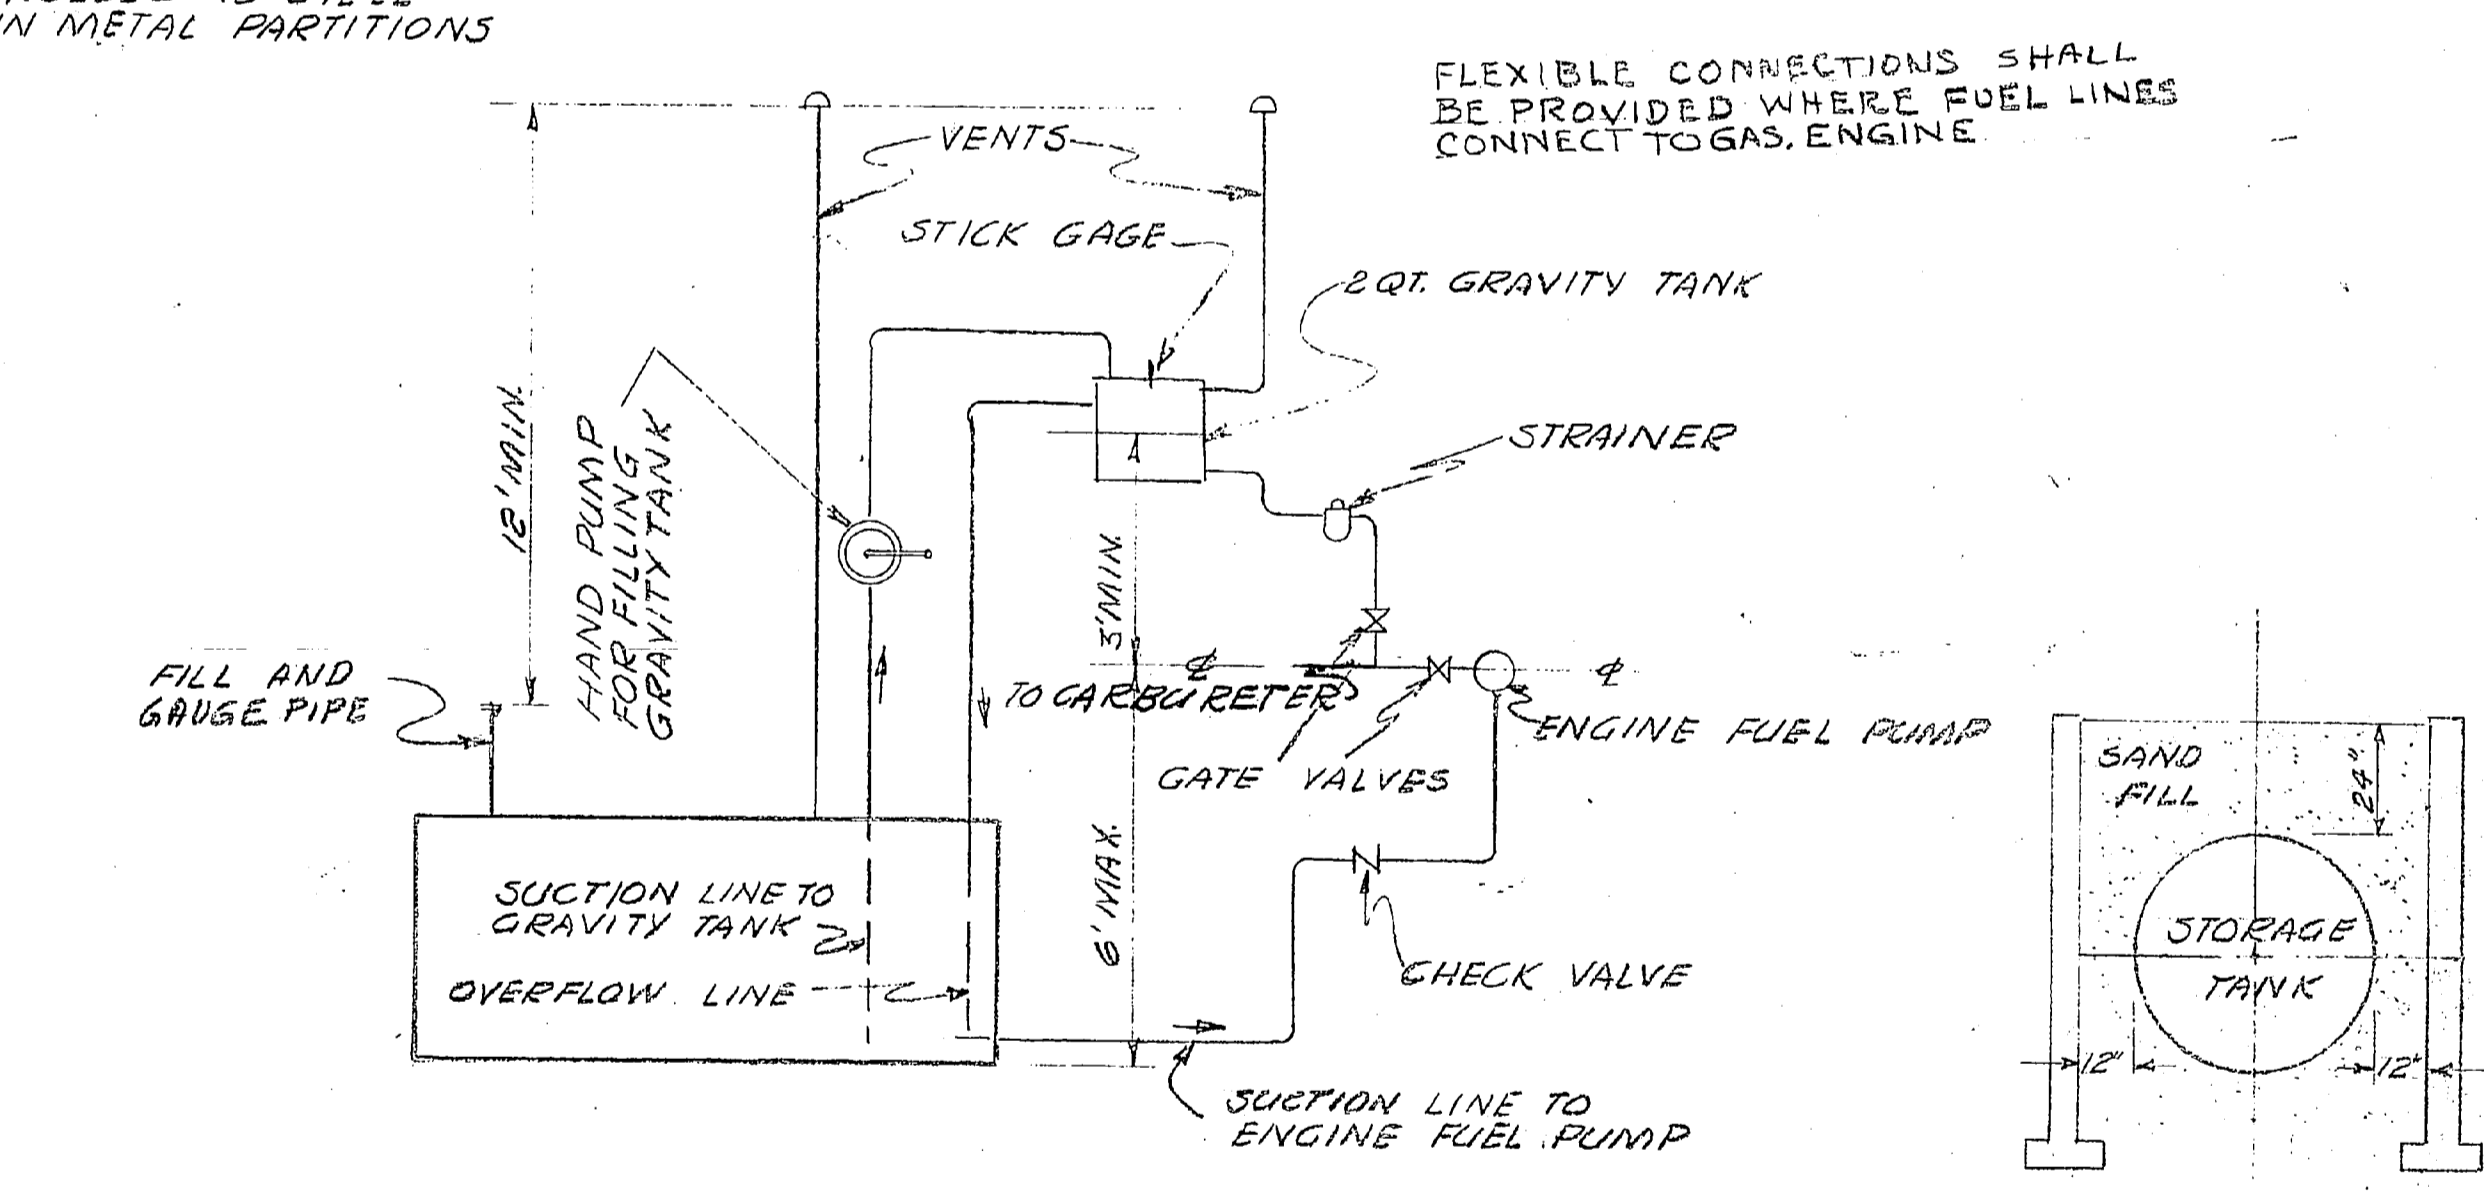 IN METAL PARTITIONS
FLEXIBLE CONNECTIONS SHALL
BE PROVIDED WHERE FUEL LINES
CONNECT TO GAS. ENGINE
VENTS
STICK GAGE
2 QT. GRAVITY TANK
STRAINER
12' MIN.
HAND PUMP
FOR FILLING
GRAVITY TANK
3' MIN.
FILL AND
GAUGE PIPE
℄
℄
TO CARBURETER
ENGINE FUEL PUMP
GATE VALVES
6' MAX.
SUCTION LINE TO
GRAVITY TANK
OVERFLOW LINE
CHECK VALVE
SUCTION LINE TO
ENGINE FUEL PUMP
SAND
FILL
24"
STORAGE
TANK
12"
12"